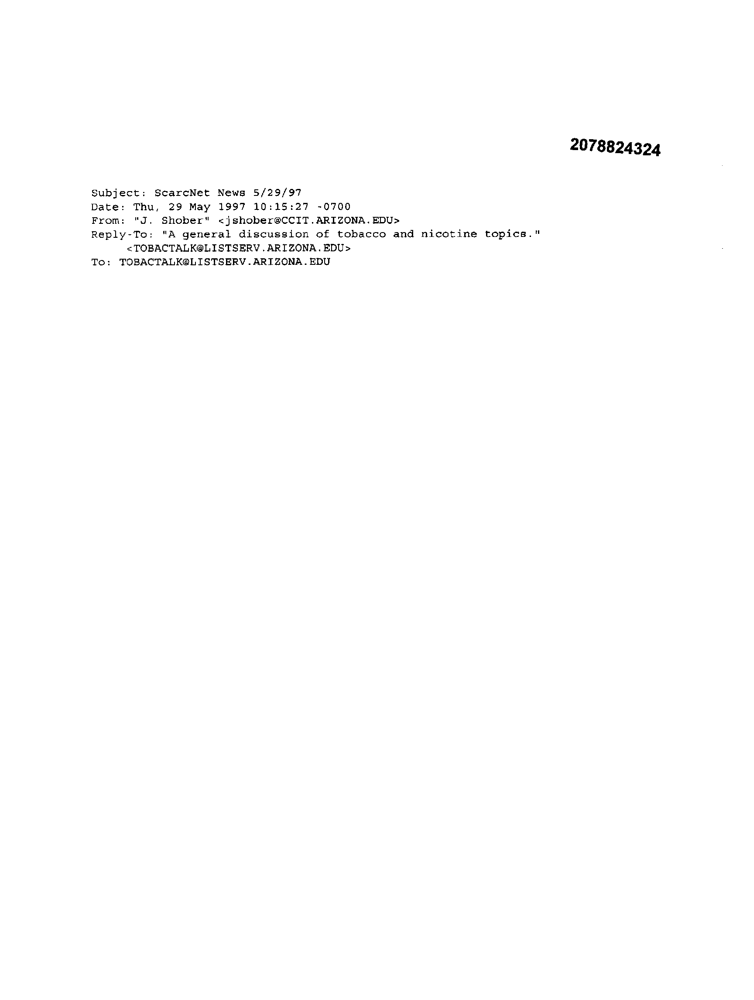 2078824324
Subject: ScarcNet News 5/29/97
Date: Thu, 29 May 1997 10:15:27 -0700
From: "J. Shober" <jshober@CCIT.ARIZONA.EDU>
Reply-To: "A general discussion of tobacco and nicotine topics."
<TOBACTALK@LISTSERV.ARIZONA.EDU>
To: TOBACTALK@LISTSERV.ARIZONA.EDU